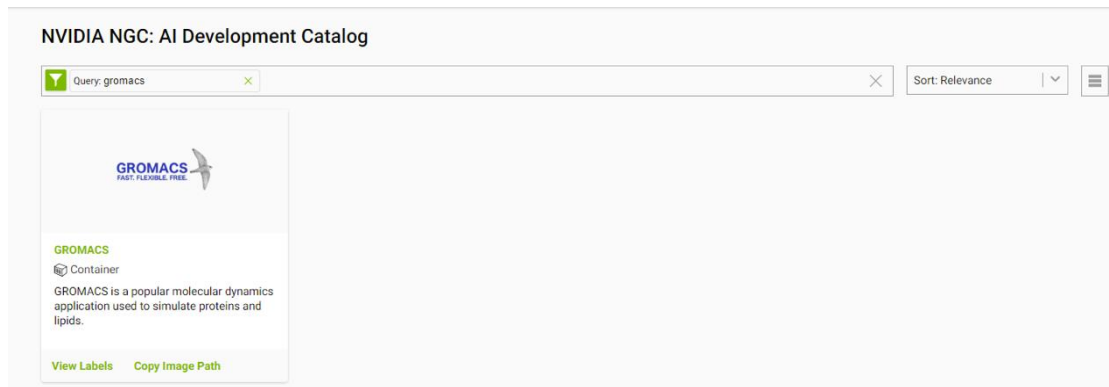 NVIDIA NGC: AI Development Catalog
Query: gromacs
Sort: Relevance
GROMACS
FAST. FLEXIBLE. FREE.
GROMACS
Container
GROMACS is a popular molecular dynamics
application used to simulate proteins and
lipids.
View Labels Copy Image Path